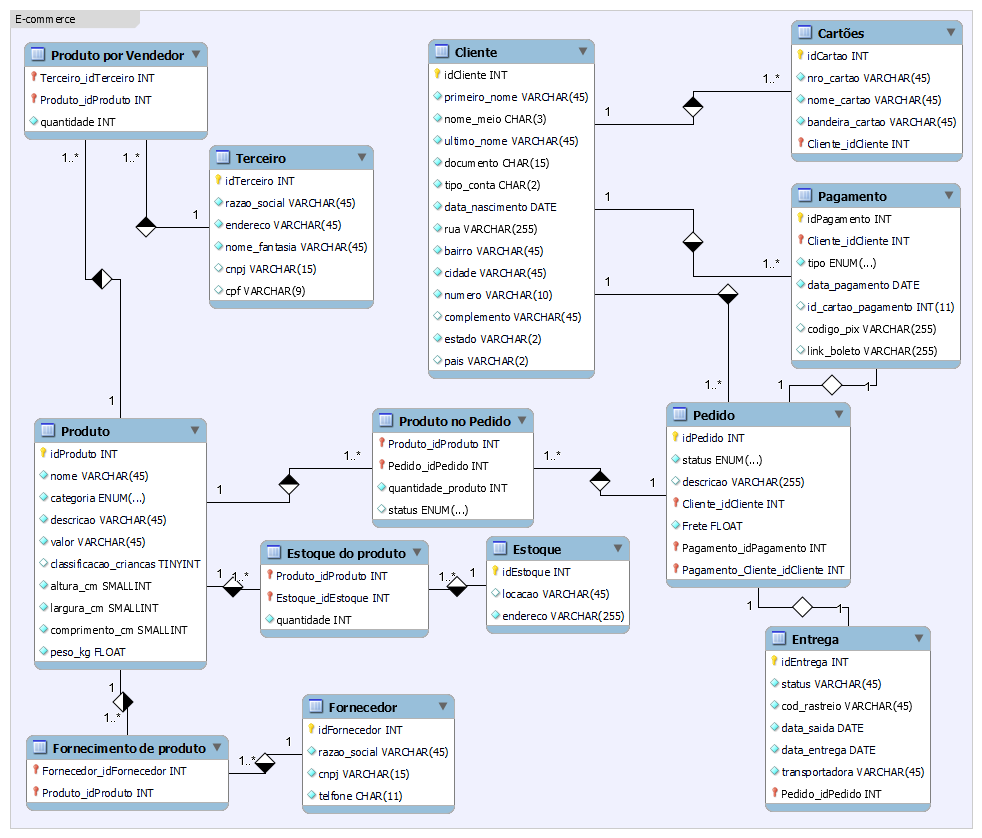 E-commerce
Produto por Vendedor
Terceiro_idTerceiro INT
Produto_idProduto INT
quantidade INT
1..*
1..*
Terceiro
idTerceiro INT
razao_social VARCHAR(45)
endereco VARCHAR(45)
nome_fantasia VARCHAR(45)
cnpj VARCHAR(15)
cpf VARCHAR(9)
1
1
Cliente
idCliente INT
primeiro_nome VARCHAR(45)
nome_meio CHAR(3)
ultimo_nome VARCHAR(45)
documento CHAR(15)
tipo_conta CHAR(2)
data_nascimento DATE
rua VARCHAR(255)
bairro VARCHAR(45)
cidade VARCHAR(45)
numero VARCHAR(10)
complemento VARCHAR(45)
estado VARCHAR(2)
pais VARCHAR(2)
1
1..*
1
1..*
1
1..*
Cartões
idCartao INT
nro_cartao VARCHAR(45)
nome_cartao VARCHAR(45)
bandeira_cartao VARCHAR(45)
Cliente_idCliente INT
Pagamento
idPagamento INT
Cliente_idCliente INT
tipo ENUM(...)
data_pagamento DATE
id_cartao_pagamento INT(11)
codigo_pix VARCHAR(255)
link_boleto VARCHAR(255)
1
1
Produto
idProduto INT
nome VARCHAR(45)
categoria ENUM(...)
descricao VARCHAR(45)
valor VARCHAR(45)
classificacao_criancas TINYINT
altura_cm SMALLINT
largura_cm SMALLINT
comprimento_cm SMALLINT
peso_kg FLOAT
1
1..*
Produto no Pedido
Produto_idProduto INT
Pedido_idPedido INT
quantidade_produto INT
status ENUM(...)
1..*
1
Pedido
idPedido INT
status ENUM(...)
descricao VARCHAR(255)
Cliente_idCliente INT
Frete FLOAT
Pagamento_idPagamento INT
Pagamento_Cliente_idCliente INT
1
1..*
Estoque do produto
Produto_idProduto INT
Estoque_idEstoque INT
quantidade INT
1..*
1
Estoque
idEstoque INT
locacao VARCHAR(45)
endereco VARCHAR(255)
1
1
Entrega
idEntrega INT
status VARCHAR(45)
cod_rastreio VARCHAR(45)
data_saida DATE
data_entrega DATE
transportadora VARCHAR(45)
Pedido_idPedido INT
1
1..*
Fornecimento de produto
Fornecedor_idFornecedor INT
Produto_idProduto INT
1..*
1
Fornecedor
idFornecedor INT
razao_social VARCHAR(45)
cnpj VARCHAR(15)
telfone CHAR(11)